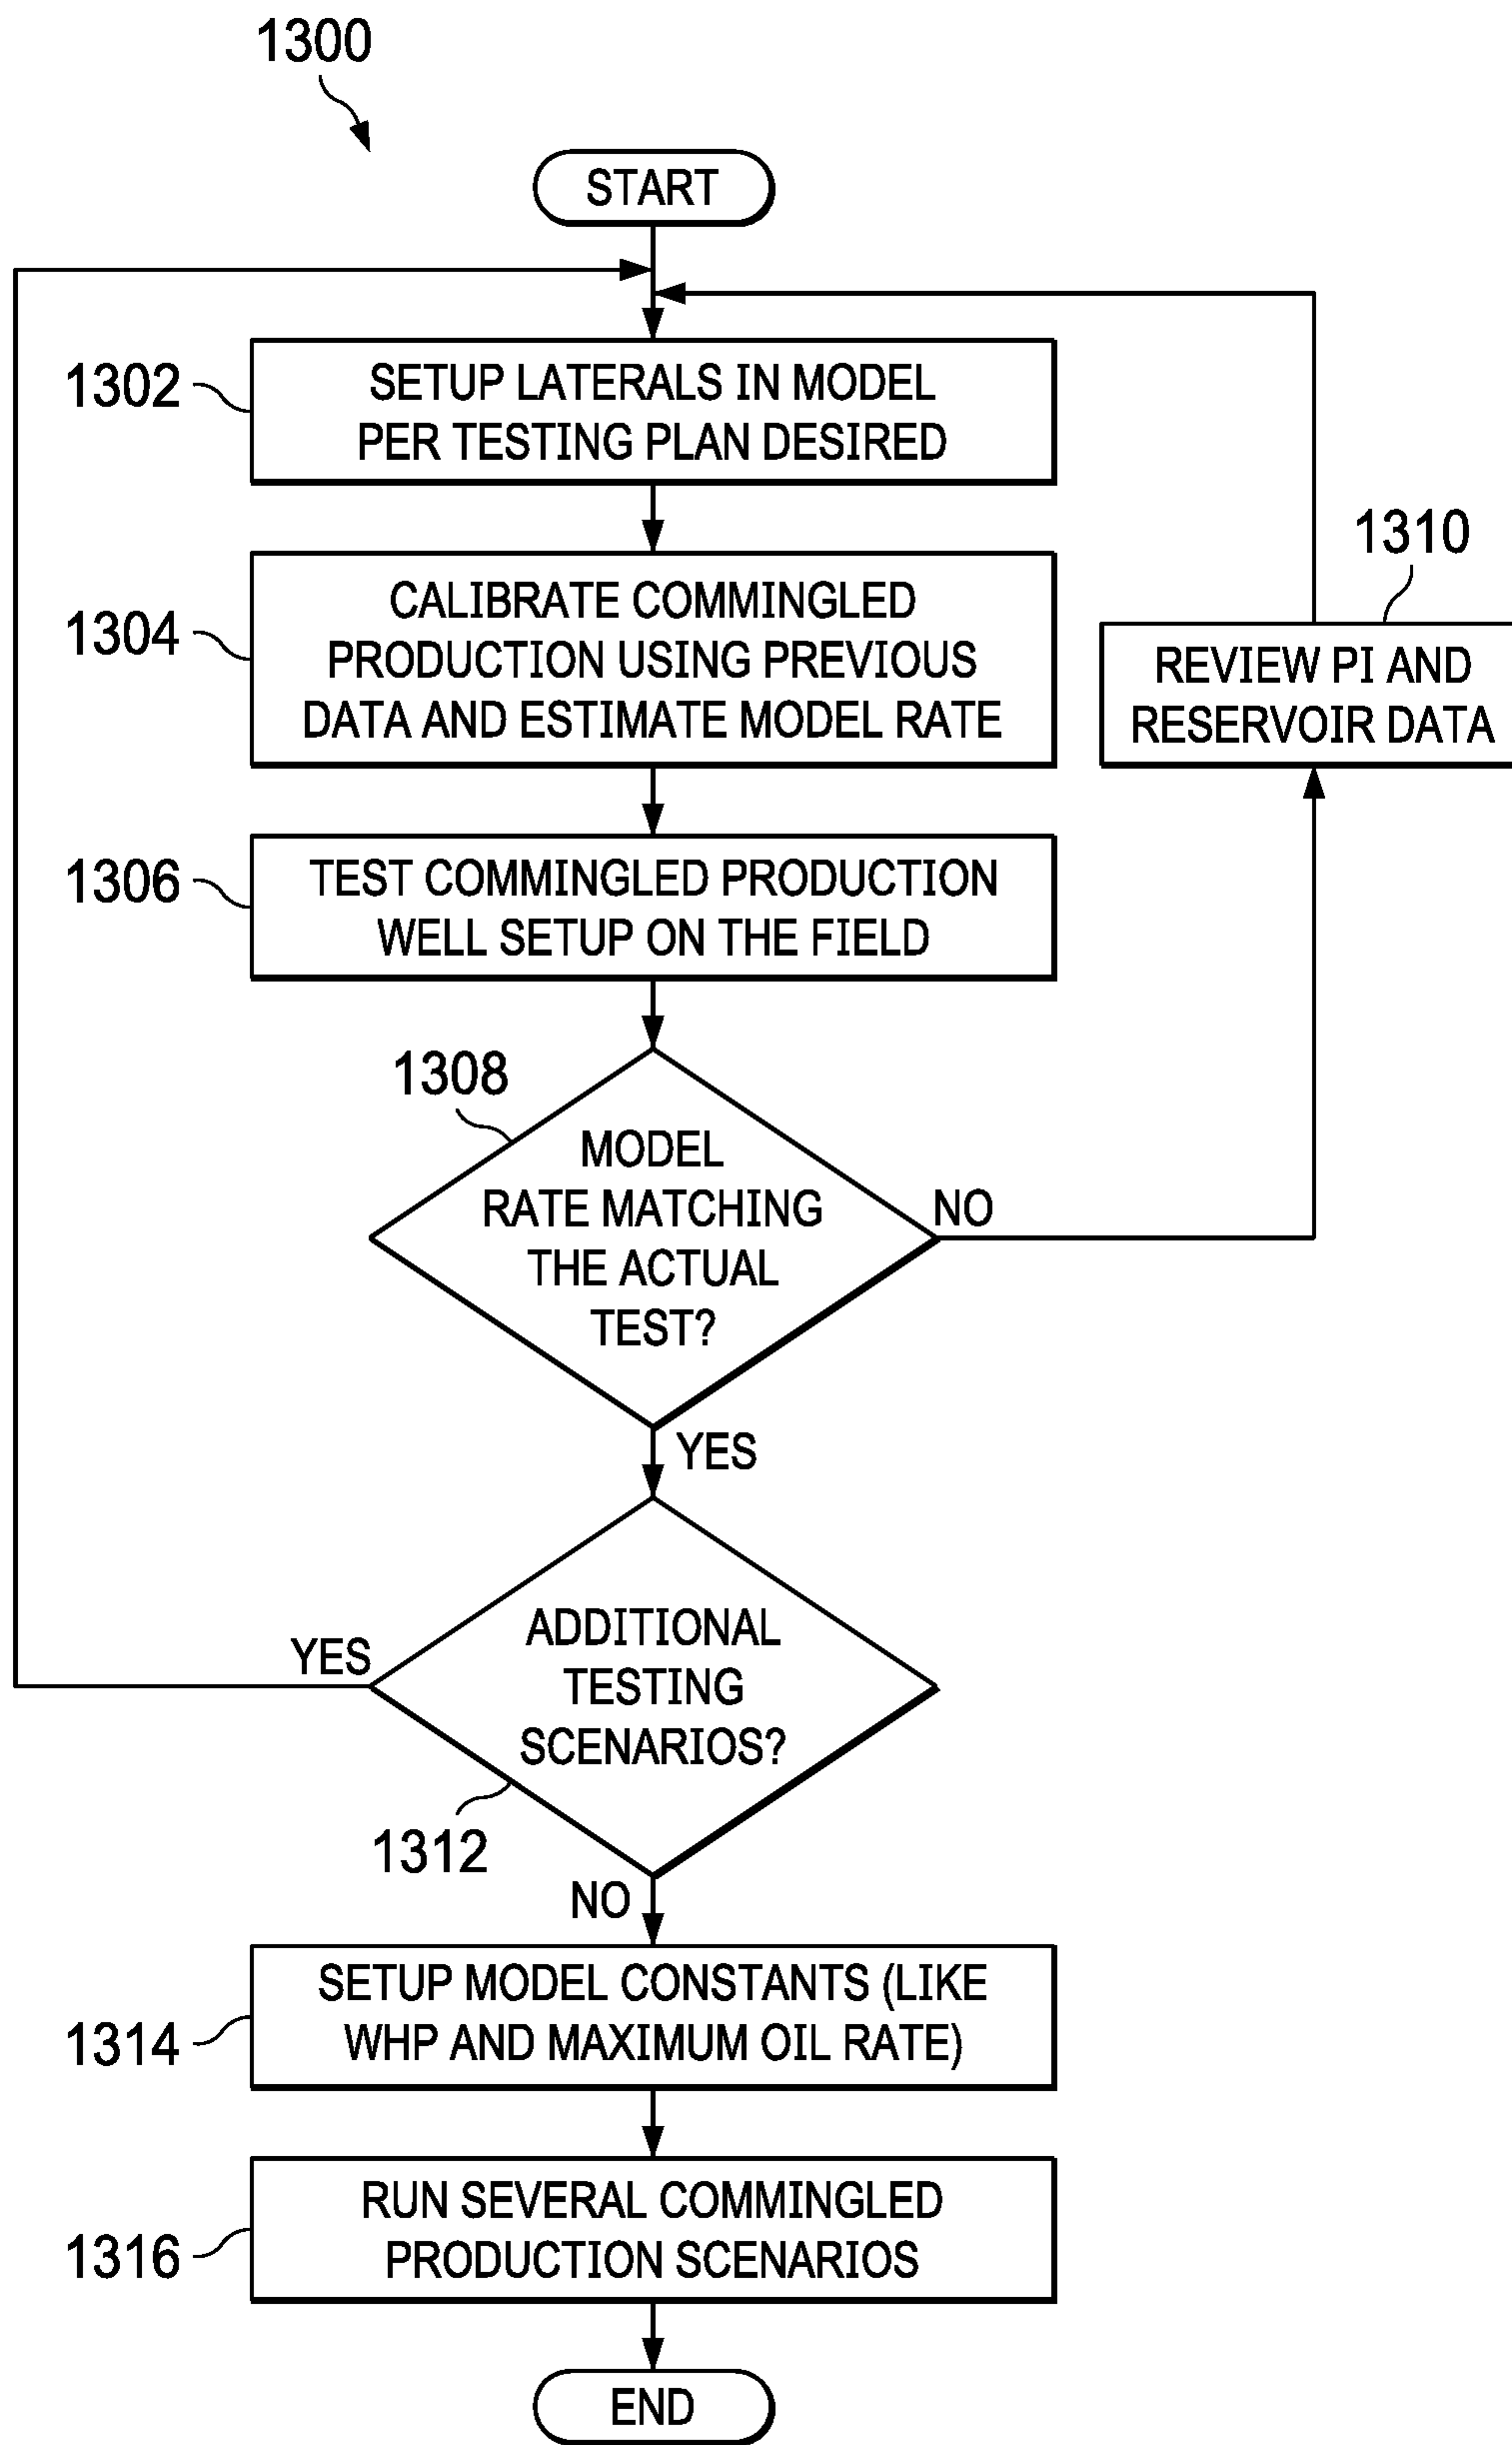 1300
START
1302
SETUP LATERALS IN MODEL
PER TESTING PLAN DESIRED
1304
CALIBRATE COMMINGLED
PRODUCTION USING PREVIOUS
DATA AND ESTIMATE MODEL RATE
1310
REVIEW PI AND
RESERVOIR DATA
1306
TEST COMMINGLED PRODUCTION
WELL SETUP ON THE FIELD
1308
MODEL
RATE MATCHING
THE ACTUAL
TEST?
NO
YES
ADDITIONAL
TESTING
SCENARIOS?
YES
1312
NO
1314
SETUP MODEL CONSTANTS (LIKE
WHP AND MAXIMUM OIL RATE)
1316
RUN SEVERAL COMMINGLED
PRODUCTION SCENARIOS
END